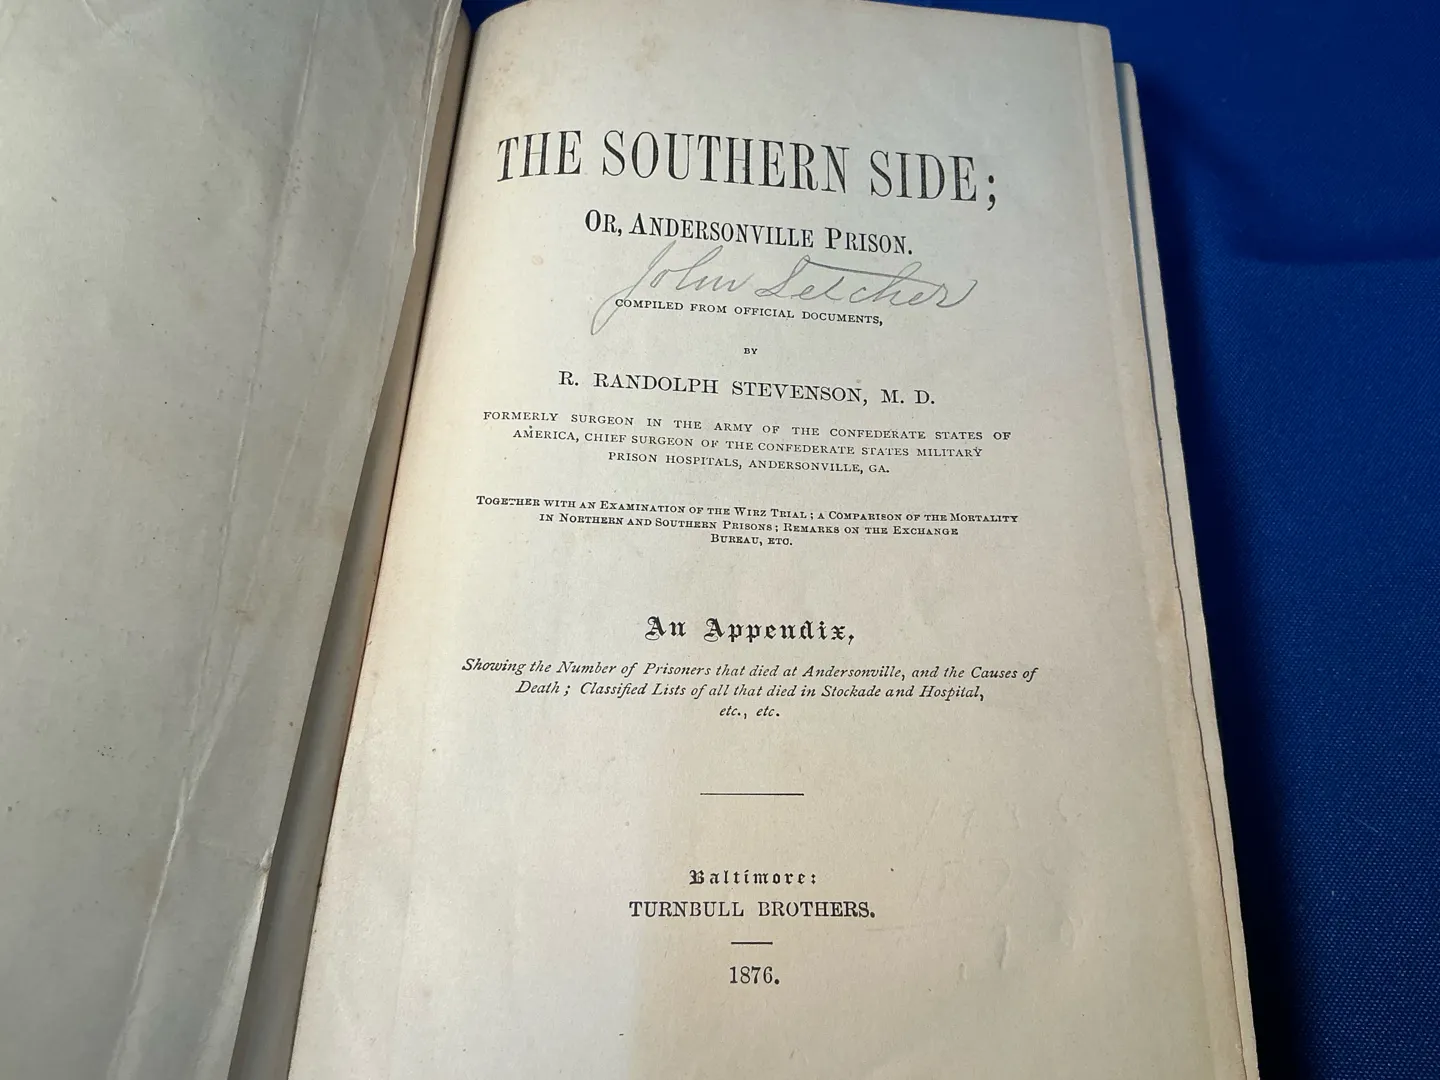 THE SOUTHERN SIDE;
OR, ANDERSONVILLE PRISON.
John Letcher
COMPILED FROM OFFICIAL DOCUMENTS,
BY
R. RANDOLPH STEVENSON, M. D.
FORMERLY SURGEON IN THE ARMY OF THE CONFEDERATE STATES OF
AMERICA, CHIEF SURGEON OF THE CONFEDERATE STATES MILITARY
PRISON HOSPITALS, ANDERSONVILLE, GA.
TOGETHER WITH AN EXAMINATION OF THE WIRZ TRIAL; A COMPARISON OF THE MORTALITY
IN NORTHERN AND SOUTHERN PRISONS; REMARKS ON THE EXCHANGE
BUREAU, ETC.
An Appendix,
Showing the Number of Prisoners that died at Andersonville, and the Causes of
Death; Classified Lists of all that died in Stockade and Hospital,
etc., etc.
Baltimore:
TURNBULL BROTHERS.
1876.